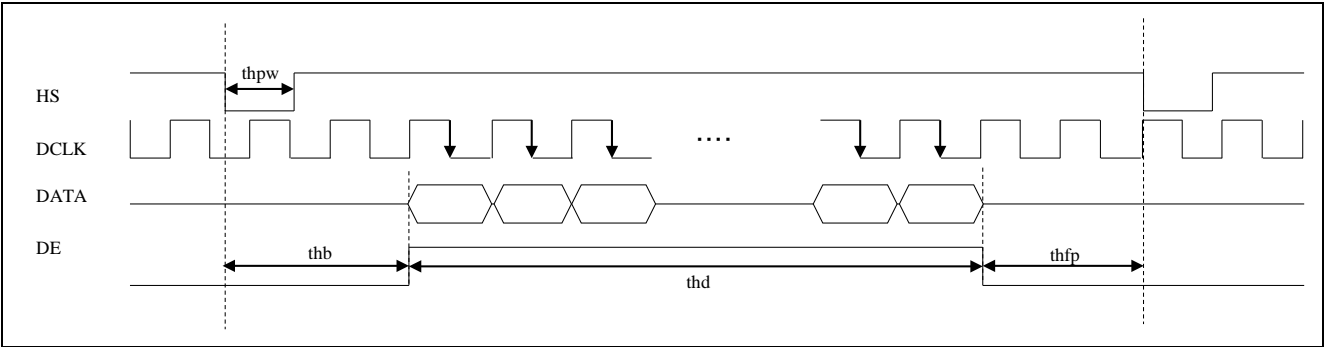 thpw
HS
....
DCLK
DATA
DE
thb
thfp
thd